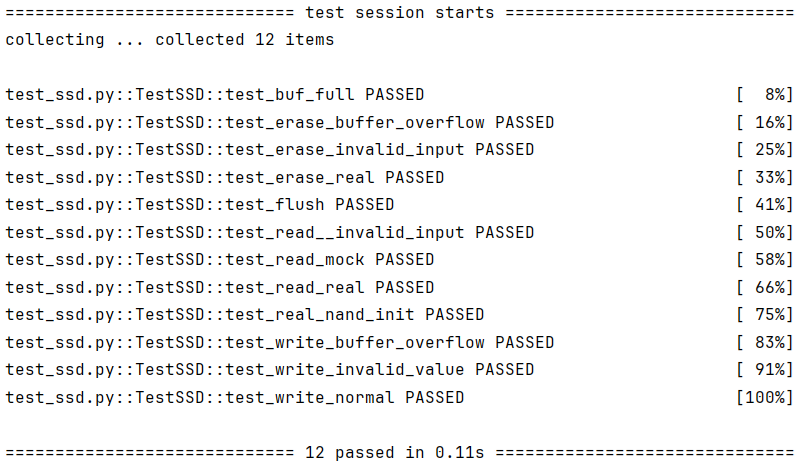 ============================= test session starts =============================
collecting ... collected 12 items

test_ssd.py::TestSSD::test_buf_full PASSED                               [  8%]
test_ssd.py::TestSSD::test_erase_buffer_overflow PASSED                  [ 16%]
test_ssd.py::TestSSD::test_erase_invalid_input PASSED                    [ 25%]
test_ssd.py::TestSSD::test_erase_real PASSED                             [ 33%]
test_ssd.py::TestSSD::test_flush PASSED                                  [ 41%]
test_ssd.py::TestSSD::test_read__invalid_input PASSED                    [ 50%]
test_ssd.py::TestSSD::test_read_mock PASSED                              [ 58%]
test_ssd.py::TestSSD::test_read_real PASSED                              [ 66%]
test_ssd.py::TestSSD::test_real_nand_init PASSED                         [ 75%]
test_ssd.py::TestSSD::test_write_buffer_overflow PASSED                  [ 83%]
test_ssd.py::TestSSD::test_write_invalid_value PASSED                    [ 91%]
test_ssd.py::TestSSD::test_write_normal PASSED                           [100%]

============================= 12 passed in 0.11s ==============================